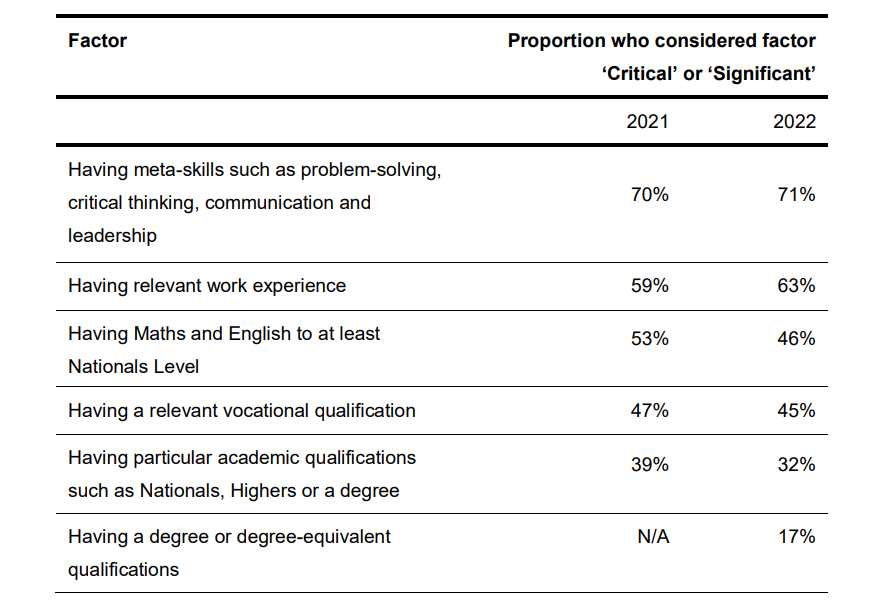 Factor Proportion who considered factor
‘Critical’ or ‘Significant’
2021 2022
Having meta-skills such as problem-solving,
critical thinking, communication and
leadership
70% 71%
Having relevant work experience 59% 63%
Having Maths and English to at least
Nationals Level
53% 46%
Having a relevant vocational qualification 47% 45%
Having particular academic qualifications
such as Nationals, Highers or a degree
39% 32%
Having a degree or degree-equivalent
qualifications
N/A 17%